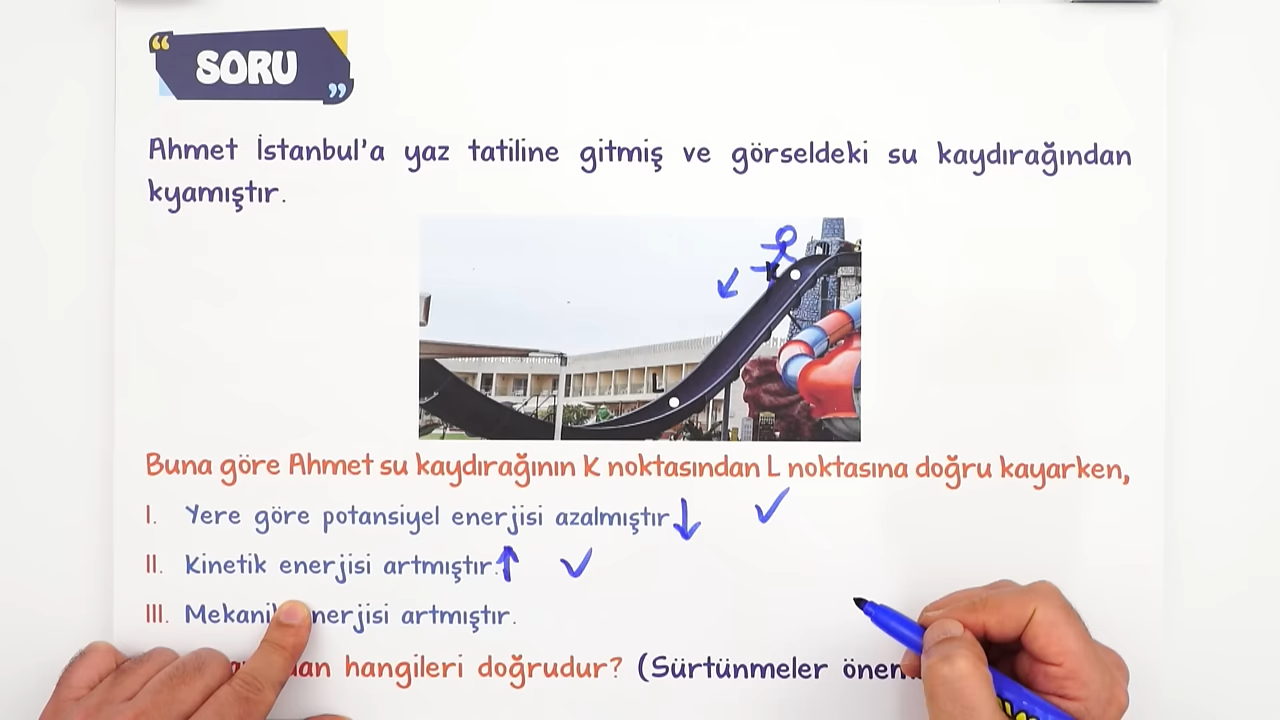 SORU
Ahmet İstanbul'a yaz tatiline gitmiş ve görseldeki su kaydırağından
kyamıştır.
K
L
Buna göre Ahmet su kaydırağının K noktasından L noktasına doğru kayarken,
I. Yere göre potansiyel enerjisi azalmıştır
II. Kinetik enerjisi artmıştır.
III. Mekanik enerjisi artmıştır.
hangileri doğrudur? (Sürtünmeler